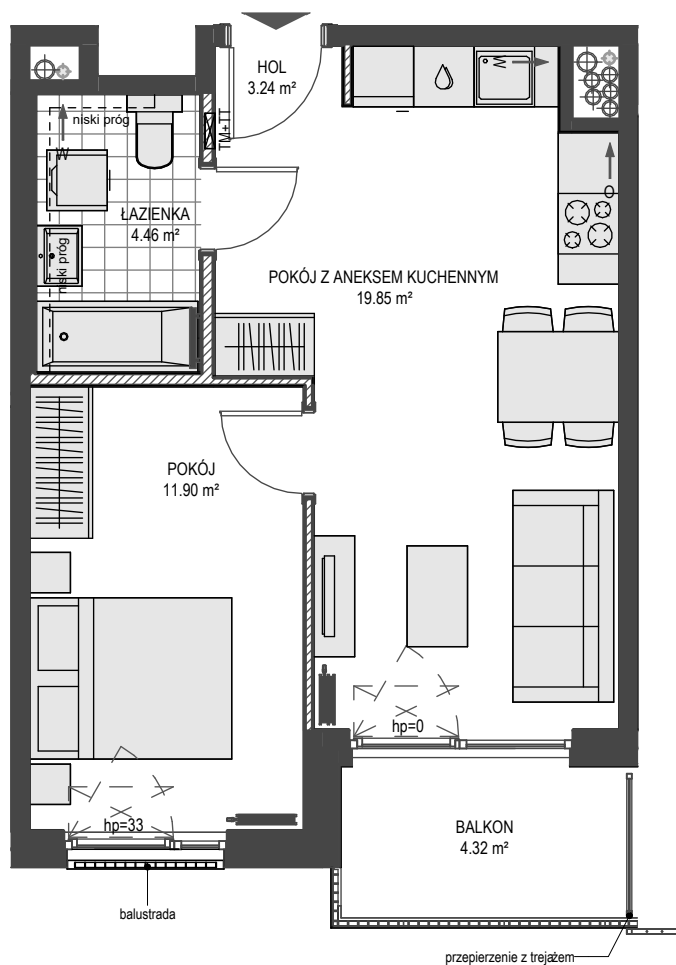 HOL
3.24 m²
W
TM+TT
niski próg
W
ŁAZIENKA
4.46 m²
niski próg
O
POKÓJ Z ANEKSEM KUCHENNYM
19.85 m²
POKÓJ
11.90 m²
hp=0
hp=33
BALKON
4.32 m²
balustrada
przepierzenie z trejażem